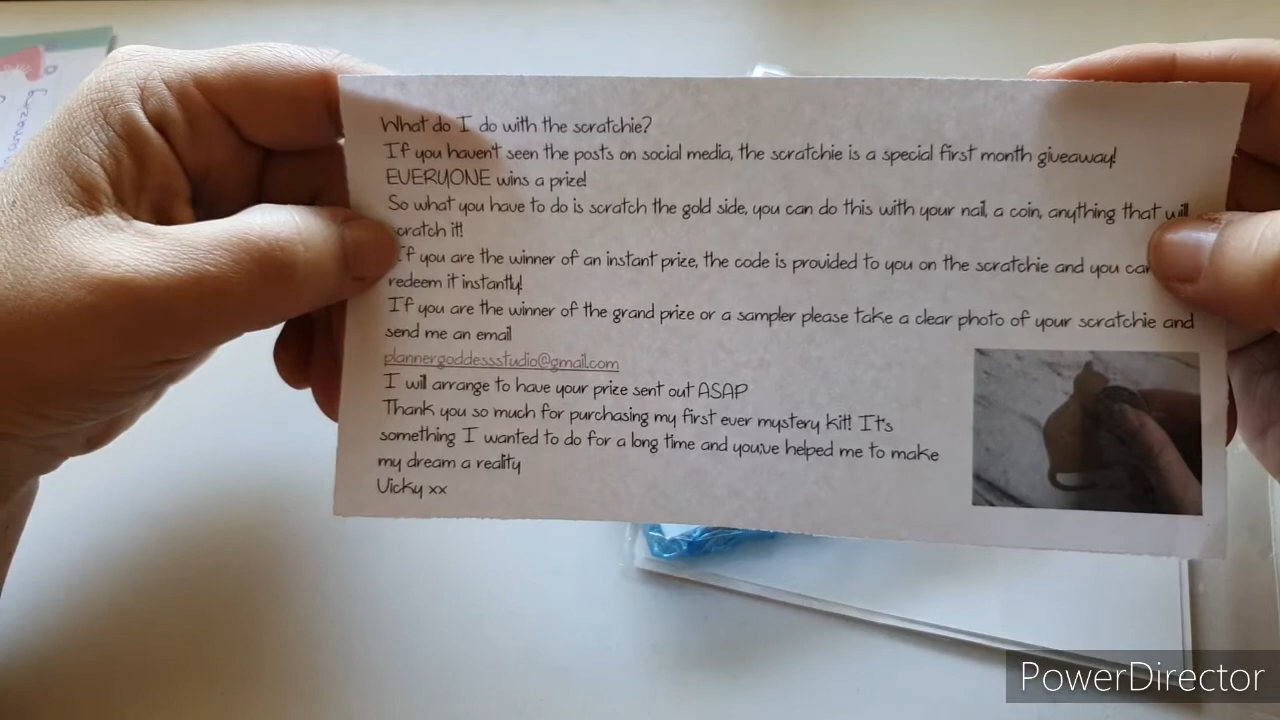 What do I do with the scratchie?
If you haven't seen the posts on social media, the scratchie is a special first month giveaway!
EVERYONE wins a prize!
So what you have to do is scratch the gold side, you can do this with your nail, a coin, anything that will
scratch it!
If you are the winner of an instant prize, the code is provided to you on the scratchie and you can
redeem it instantly!
If you are the winner of the grand prize or a sampler please take a clear photo of your scratchie and
send me an email
plannergoddessstudio@gmail.com
I will arrange to have your prize sent out ASAP
Thank you so much for purchasing my first ever mystery kit! It's
something I wanted to do for a long time and you;ve helped me to make
my dream a reality
Vicky xx
amazing
PowerDirector